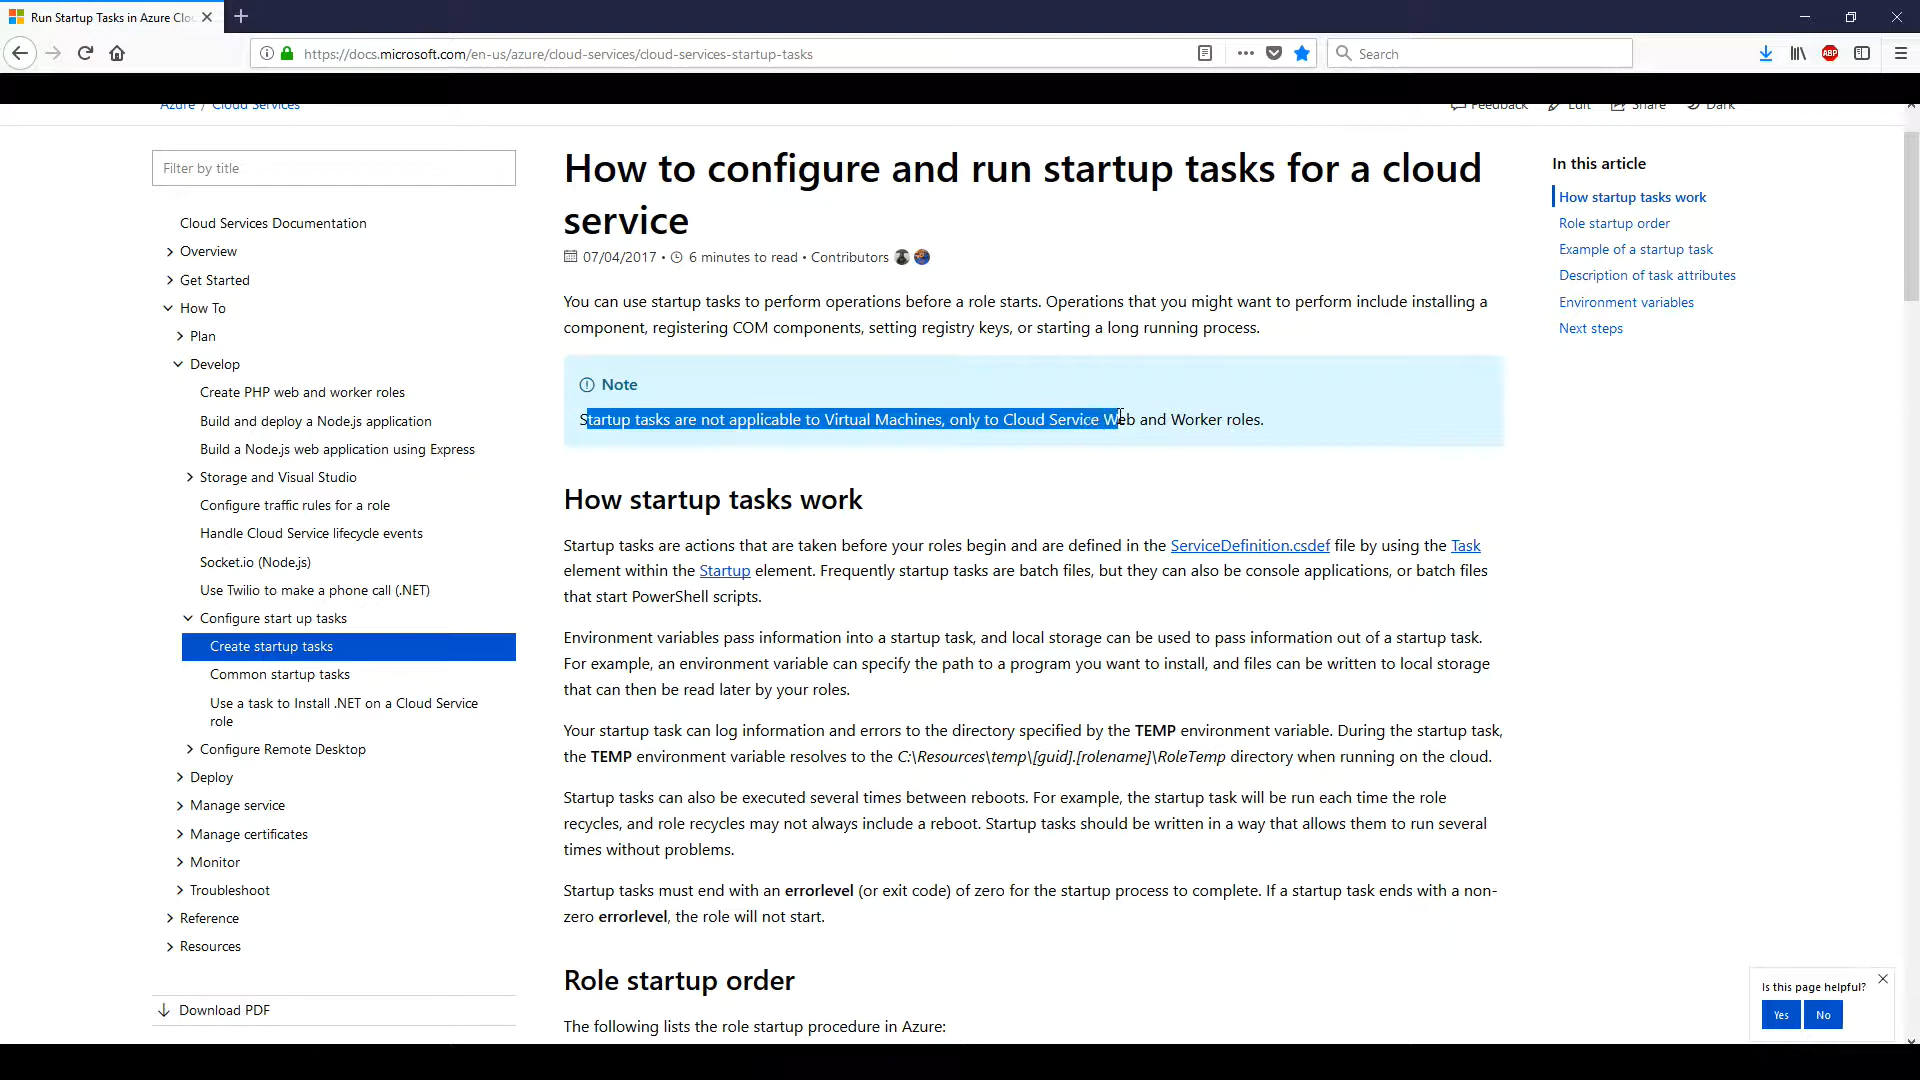 Run Startup Tasks in Azure Clo
https://docs.microsoft.com/en-us/azure/cloud-services/cloud-services-startup-tasks
Search
ABP
Azure / Cloud Services
Feedback Edit Share Dark
Filter by title
Cloud Services Documentation
Overview
Get Started
How To
Plan
Develop
Create PHP web and worker roles
Build and deploy a Node.js application
Build a Node.js web application using Express
Storage and Visual Studio
Configure traffic rules for a role
Handle Cloud Service lifecycle events
Socket.io (Node.js)
Use Twilio to make a phone call (.NET)
Configure start up tasks
Create startup tasks
Common startup tasks
Use a task to Install .NET on a Cloud Service
role
Configure Remote Desktop
Deploy
Manage service
Manage certificates
Monitor
Troubleshoot
Reference
Resources
Download PDF
How to configure and run startup tasks for a cloud
service
07/04/2017 • 6 minutes to read • Contributors
You can use startup tasks to perform operations before a role starts. Operations that you might want to perform include installing a
component, registering COM components, setting registry keys, or starting a long running process.
Note
Startup tasks are not applicable to Virtual Machines, only to Cloud Service Web and Worker roles.
How startup tasks work
Startup tasks are actions that are taken before your roles begin and are defined in the ServiceDefinition.csdef file by using the Task
element within the Startup element. Frequently startup tasks are batch files, but they can also be console applications, or batch files
that start PowerShell scripts.
Environment variables pass information into a startup task, and local storage can be used to pass information out of a startup task.
For example, an environment variable can specify the path to a program you want to install, and files can be written to local storage
that can then be read later by your roles.
Your startup task can log information and errors to the directory specified by the TEMP environment variable. During the startup task,
the TEMP environment variable resolves to the C:\Resources\temp\[guid].[rolename]\RoleTemp directory when running on the cloud.
Startup tasks can also be executed several times between reboots. For example, the startup task will be run each time the role
recycles, and role recycles may not always include a reboot. Startup tasks should be written in a way that allows them to run several
times without problems.
Startup tasks must end with an errorlevel (or exit code) of zero for the startup process to complete. If a startup task ends with a non-
zero errorlevel, the role will not start.
Role startup order
The following lists the role startup procedure in Azure:
In this article
How startup tasks work
Role startup order
Example of a startup task
Description of task attributes
Environment variables
Next steps
Is this page helpful?
Yes No